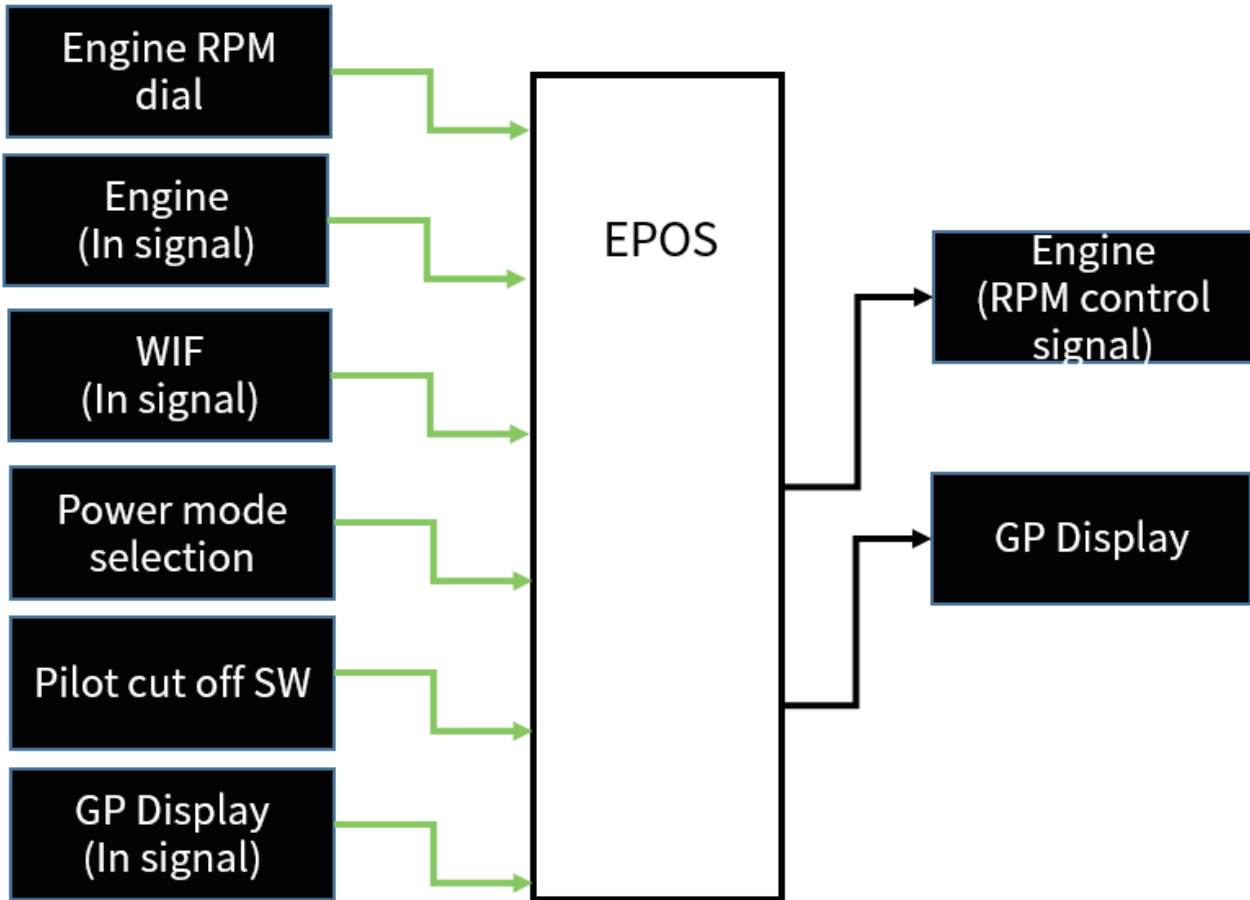 Engine RPM
dial
Engine
(In signal)
WIF
(In signal)
Power mode
selection
Pilot cut off SW
GP Display
(In signal)
EPOS
Engine
(RPM control
signal)
GP Display